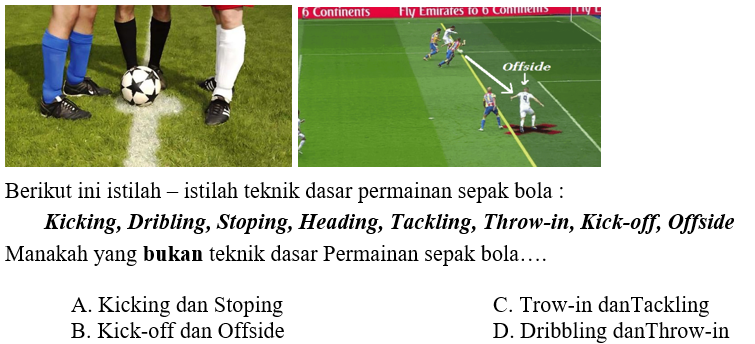 6 Continents Fly Emirates to 6 Continents Fly E
Offside
9
Berikut ini istilah – istilah teknik dasar permainan sepak bola :
Kicking, Dribling, Stoping, Heading, Tackling, Throw-in, Kick-off, Offside
Manakah yang bukan teknik dasar Permainan sepak bola….
A. Kicking dan Stoping
C. Trow-in danTackling
B. Kick-off dan Offside
D. Dribbling danThrow-in